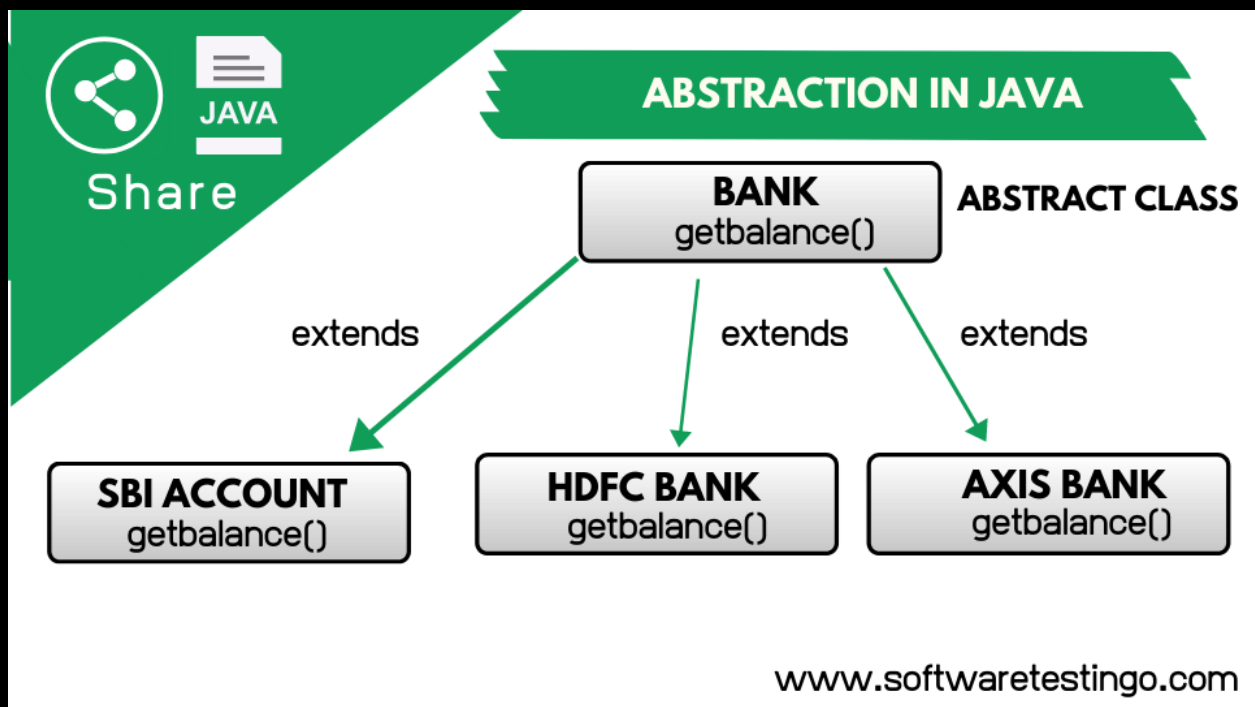 JAVA
Share
ABSTRACTION IN JAVA
BANK
getbalance()
ABSTRACT CLASS
extends
extends
extends
SBI ACCOUNT
getbalance()
HDFC BANK
getbalance()
AXIS BANK
getbalance()
www.softwaretestingo.com